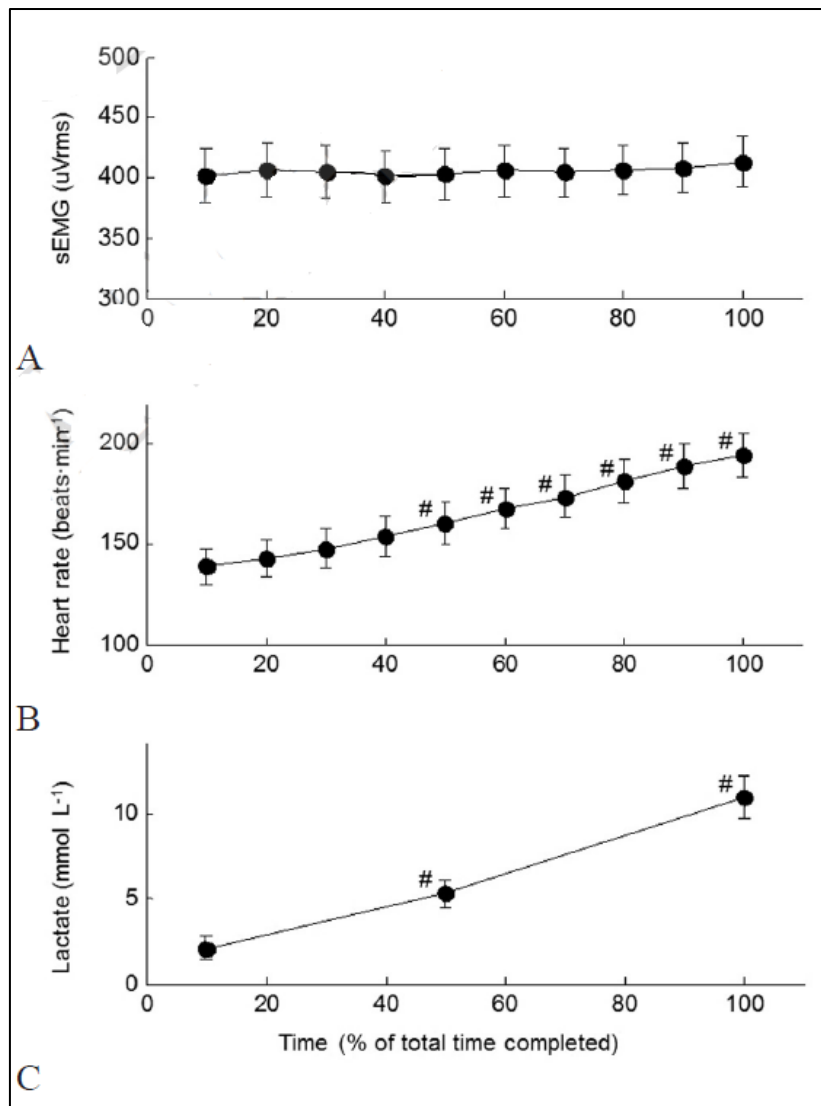 500
450
400
350
300
sEMG (uVrms)
0 20 40 60 80 100
A
200
150
100
Heart rate (beats·min⁻¹)
# # # # # #
0 20 40 60 80 100
B
10
5
0
Lactate (mmol L⁻¹)
# #
0 20 40 60 80 100
Time (% of total time completed)
C